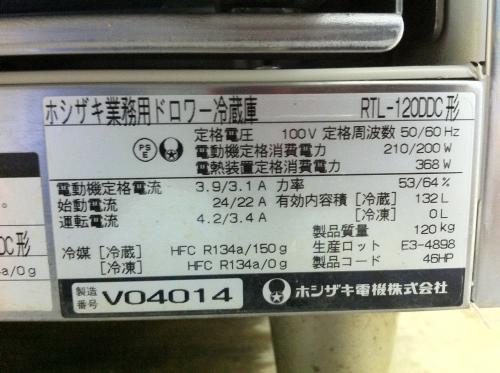 ホシザキ業務用ドロワー冷蔵庫 RTL-120DDC形
PS E 定格電圧 100V 定格周波数 50/60Hz
電動機定格消費電力 210/200W
電熱装置定格消費電力 368W
電動機定格電流 3.9/3.1A 力率 53/64%
始動電流 24/22A 有効内容積 [冷蔵] 132L
運転電流 4.2/3.4A [冷凍] 0L
製品質量 120kg
冷媒 [冷蔵] HFC R134a/150g 生産ロット E3-4898
[冷凍] HFC R134a/0g 製品コード 46HP
製造番号 V04014 ホシザキ電機株式会社
DC形
4a/0g